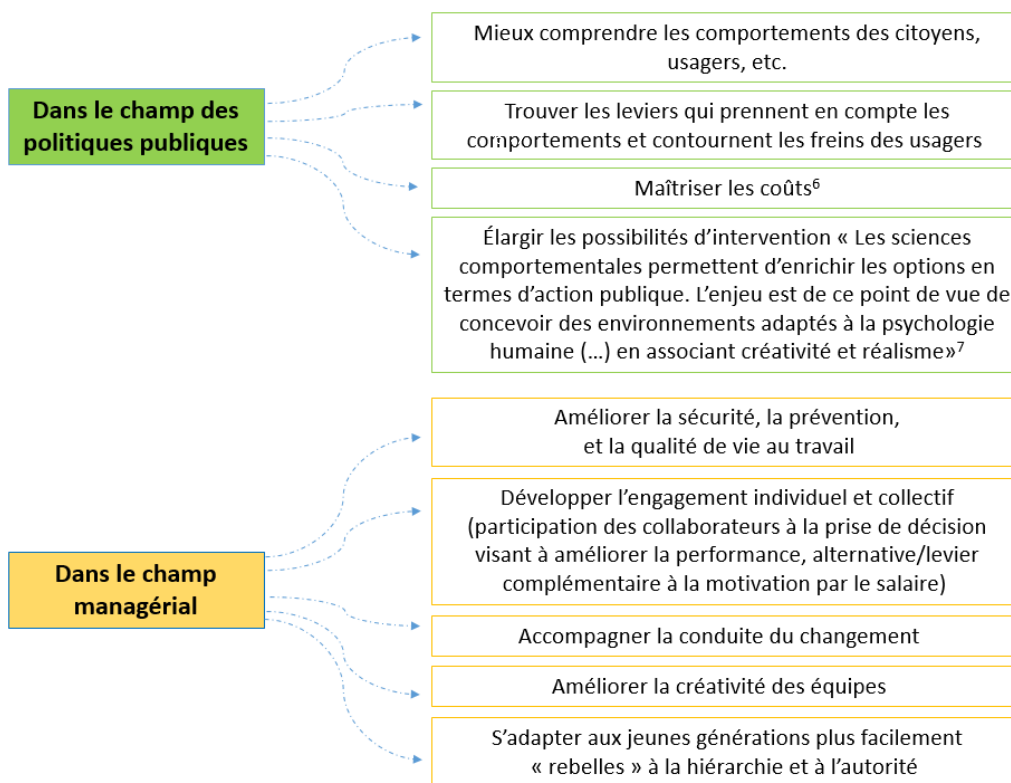 Dans le champ des
politiques publiques
Mieux comprendre les comportements des citoyens,
usagers, etc.
Trouver les leviers qui prennent en compte les
comportements et contournent les freins des usagers
Maîtriser les coûts⁶
Élargir les possibilités d’intervention « Les sciences
comportementales permettent d’enrichir les options en
termes d’action publique. L’enjeu est de ce point de vue de
concevoir des environnements adaptés à la psychologie
humaine (...) en associant créativité et réalisme»⁷
Dans le champ
managérial
Améliorer la sécurité, la prévention,
et la qualité de vie au travail
Développer l’engagement individuel et collectif
(participation des collaborateurs à la prise de décision
visant à améliorer la performance, alternative/levier
complémentaire à la motivation par le salaire)
Accompagner la conduite du changement
Améliorer la créativité des équipes
S’adapter aux jeunes générations plus facilement
« rebelles » à la hiérarchie et à l’autorité